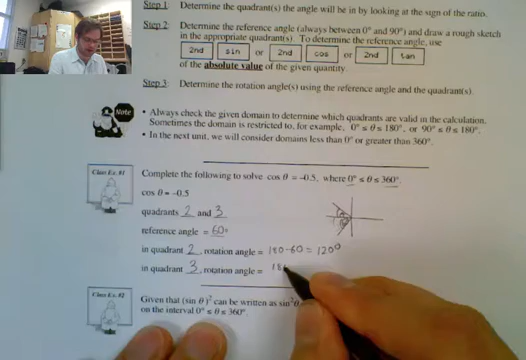 Step 1: Determine the quadrant(s) the angle will be in by looking at the sign of the ratio.
Step 2: Determine the reference angle (always between 0° and 90°) and draw a rough sketch
in the appropriate quadrant(s). To determine the reference angle, use
2nd sin or 2nd cos or 2nd tan
of the absolute value of the given quantity.
Step 3: Determine the rotation angle(s) using the reference angle and the quadrant(s).
Note
• Always check the given domain to determine which quadrants are valid in the calculation.
Sometimes the domain is restricted to, for example, 0° ≤ θ ≤ 180°, or 90° ≤ θ ≤ 180°.
• In the next unit, we will consider domains less than 0° or greater than 360°.
Class Ex. #1
Complete the following to solve cos θ = –0.5, where 0° ≤ θ ≤ 360°.
cos θ = –0.5
quadrants 2 and 3
reference angle = 60°
in quadrant 2, rotation angle = 180-60 = 120°
in quadrant 3, rotation angle = 18
Class Ex. #2
Given that (sin θ)² can be written as sin²θ
on the interval 0° ≤ θ ≤ 360°.